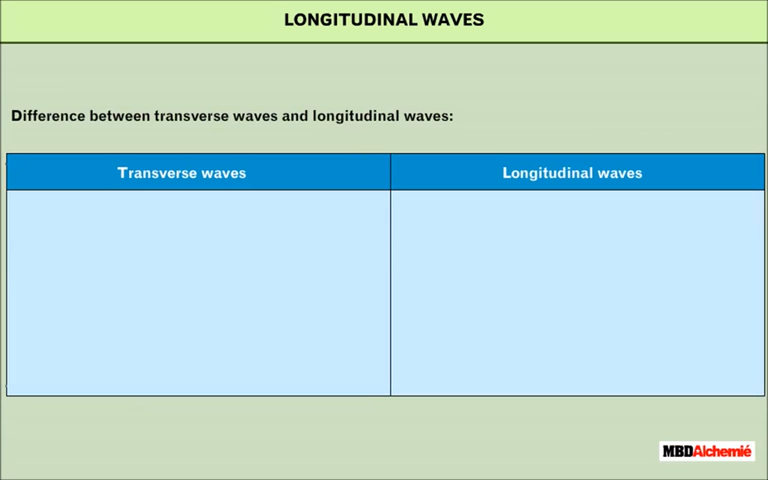 LONGITUDINAL WAVES
Difference between transverse waves and longitudinal waves:
Transverse waves
Longitudinal waves
MBDAlchemié